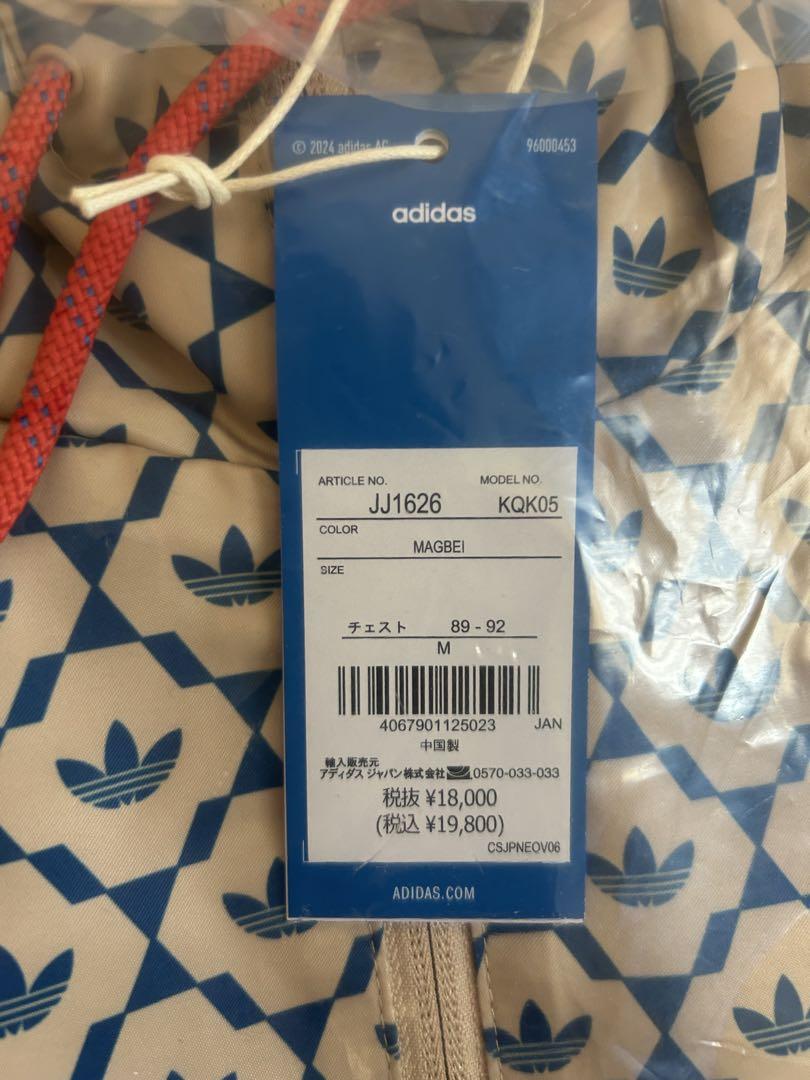 © 2024 adidas AG 96000453
adidas
ARTICLE NO. MODEL NO.
JJ1626 KQK05
COLOR
MAGBEI
SIZE
チェスト 89 - 92
M
4067901125023 JAN
中国製
輸入販売元
アディダス ジャパン株式会社 0570-033-033
税抜 ¥18,000
(税込 ¥19,800)
CSJPNEOV06
ADIDAS.COM